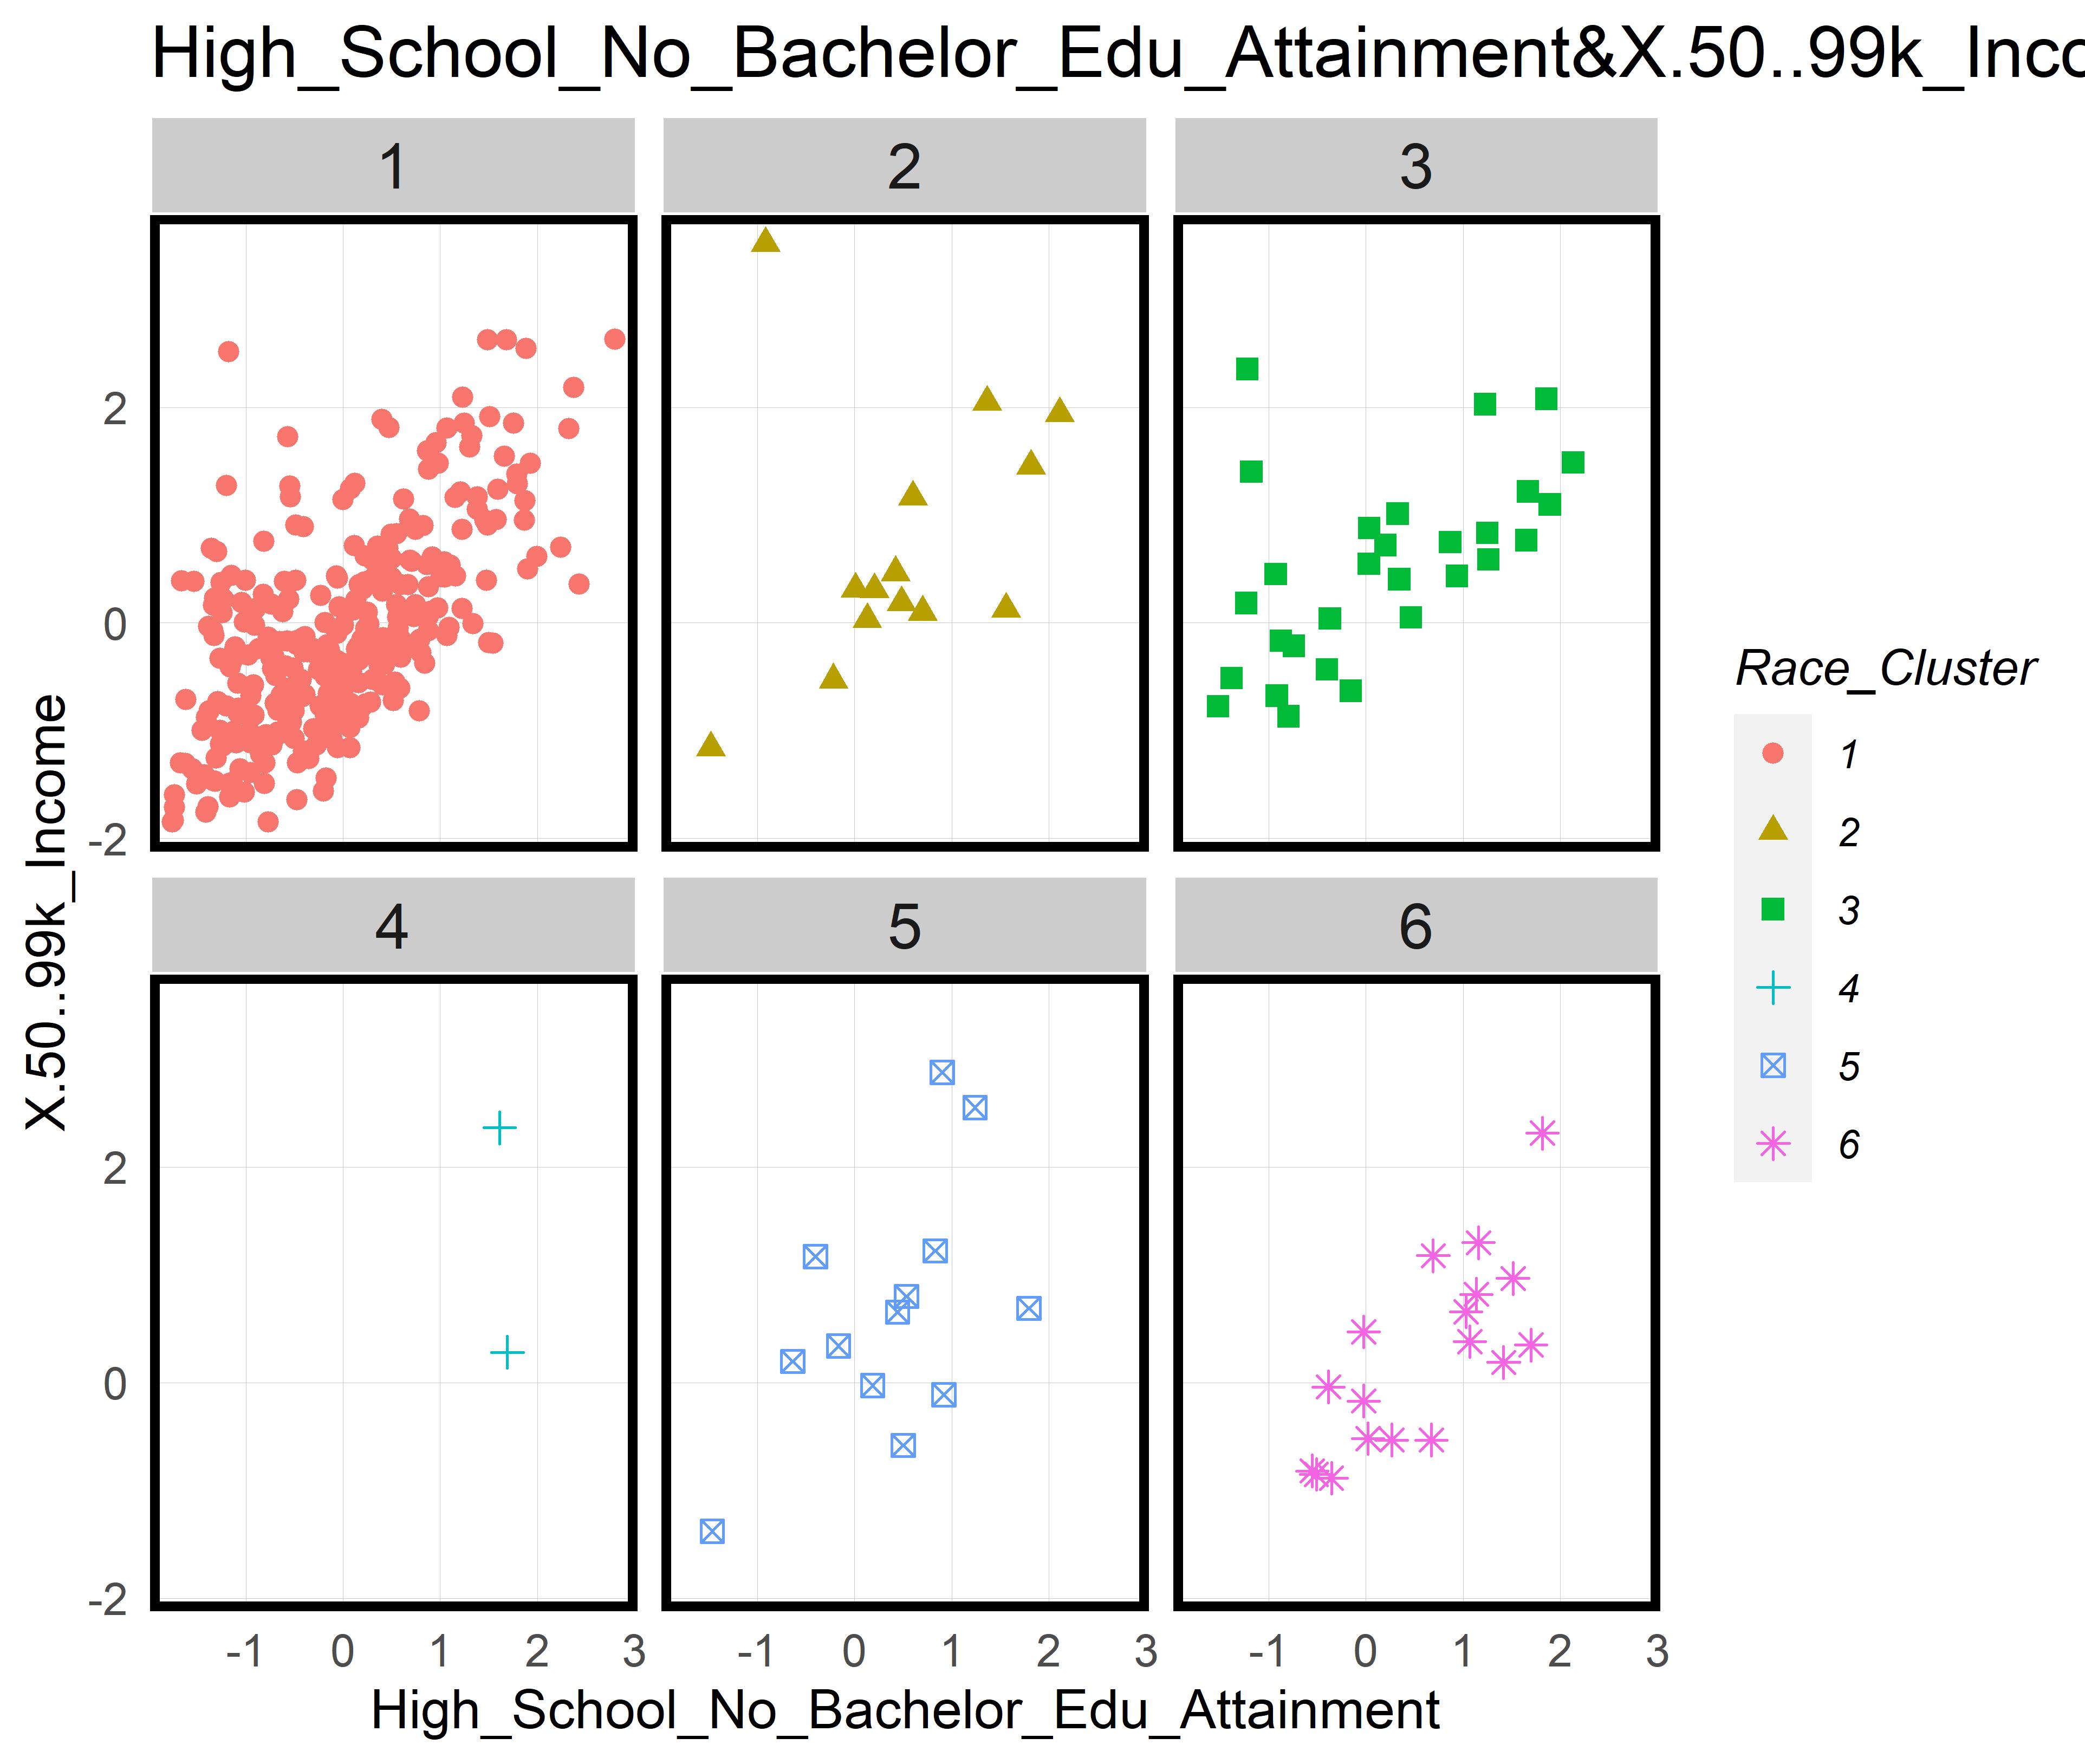 High_School_No_Bachelor_Edu_Attainment&X.50..99k_Inco
1 2 3
2
0
-2
X.50..99k_Income
4 5 6
2
0
-2
-1 0 1 2 3 -1 0 1 2 3 -1 0 1 2 3
High_School_No_Bachelor_Edu_Attainment
Race_Cluster
1
2
3
4
5
6